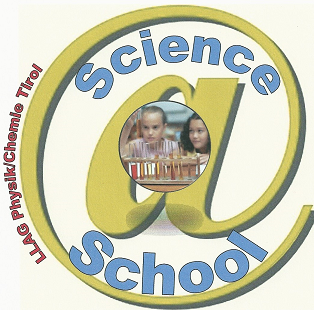 Science
@
School
LLAG Physik/Chemie Tirol